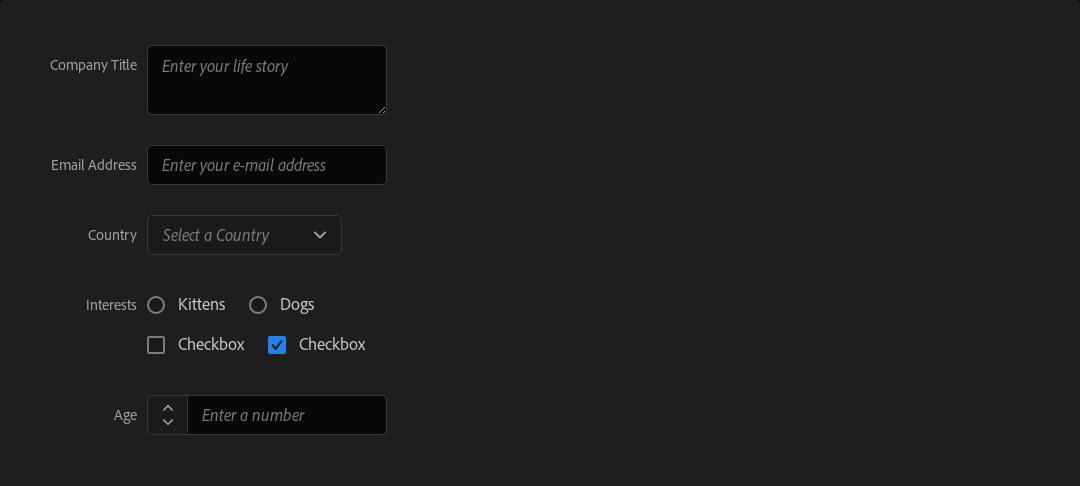 Company Title Enter your life story
Email Address Enter your e-mail address
Country Select a Country
Interests Kittens Dogs
Checkbox Checkbox
Age Enter a number